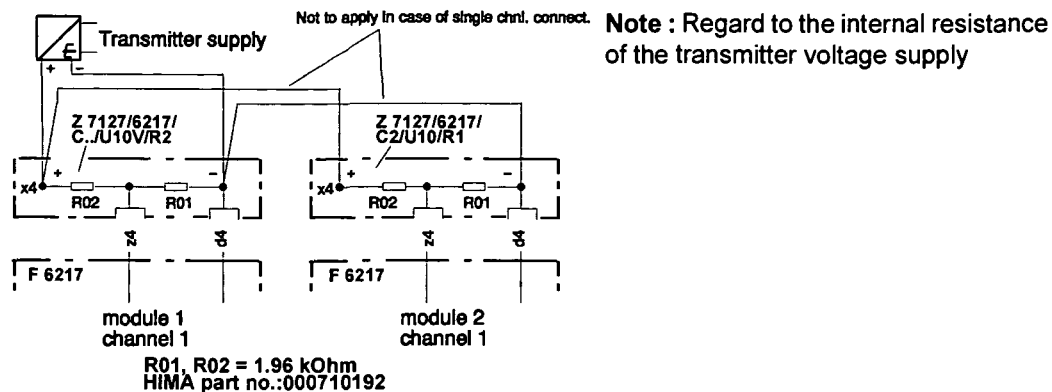 Not to apply in case of single chnl. connect.
Note : Regard to the internal resistance
of the transmitter voltage supply
Transmitter supply
+ −
Z 7127/6217/
C../U10V/R2
Z 7127/6217/
C2/U10/R1
x4 + −
R02 R01
x4 + −
R02 R01
z4 d4
z4 d4
F 6217
F 6217
module 1
channel 1
module 2
channel 1
R01, R02 = 1.96 kOhm
HIMA part no.:000710192